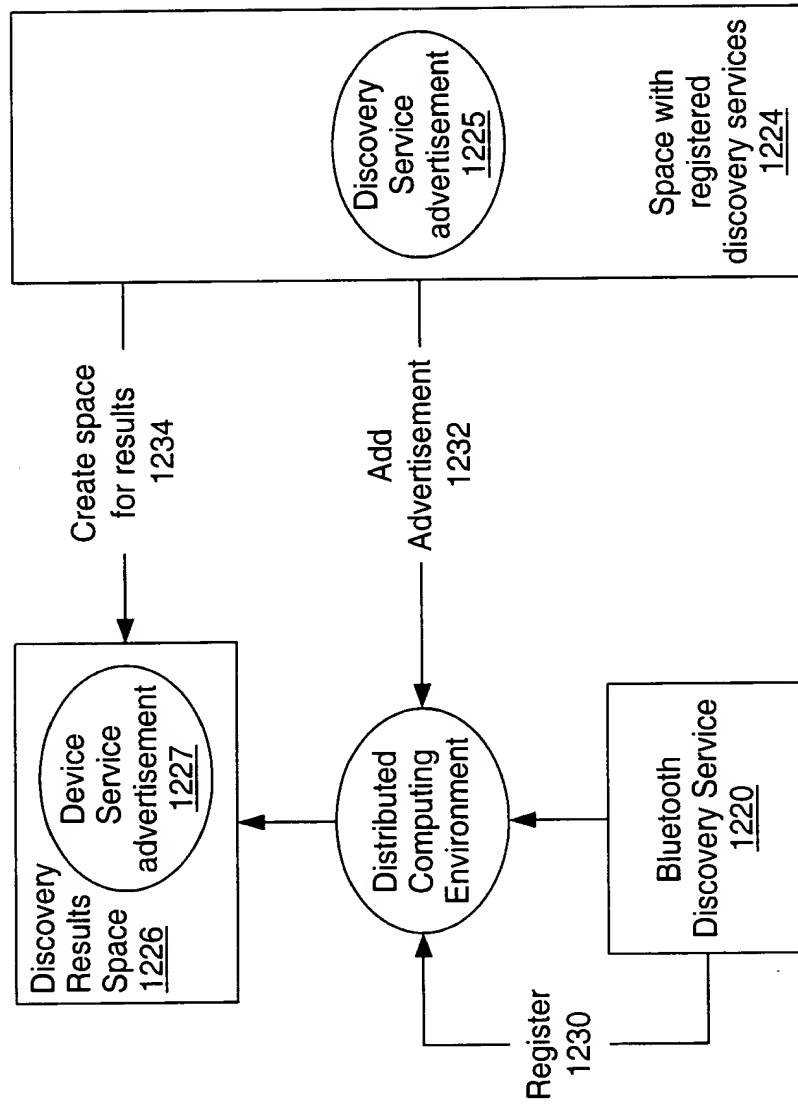 Discovery
Results
Space
1226
Device
Service
advertisement
1227
Create space
for results
1234
Distributed
Computing
Environment
Add
Advertisement
1232
Discovery
Service
advertisement
1225
Space with
registered
discovery services
1224
Register
1230
Bluetooth
Discovery Service
1220